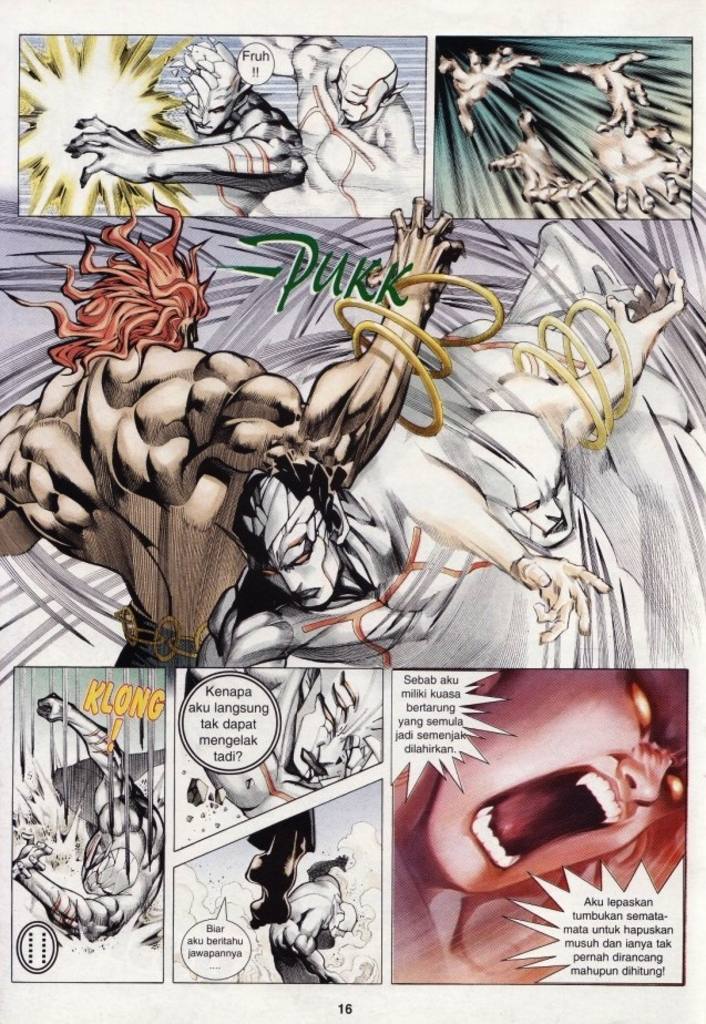 Fruh
!!
PUKK
KLONG
!
!!!!
Kenapa
aku langsung
tak dapat
mengelak
tadi?
Biar
aku beritahu
jawapannya
....
Sebab aku
miliki kuasa
bertarung
yang semula
jadi semenjak
dilahirkan.
Aku lepaskan
tumbukan semata-
mata untuk hapuskan
musuh dan ianya tak
pernah dirancang
mahupun dihitung!
16